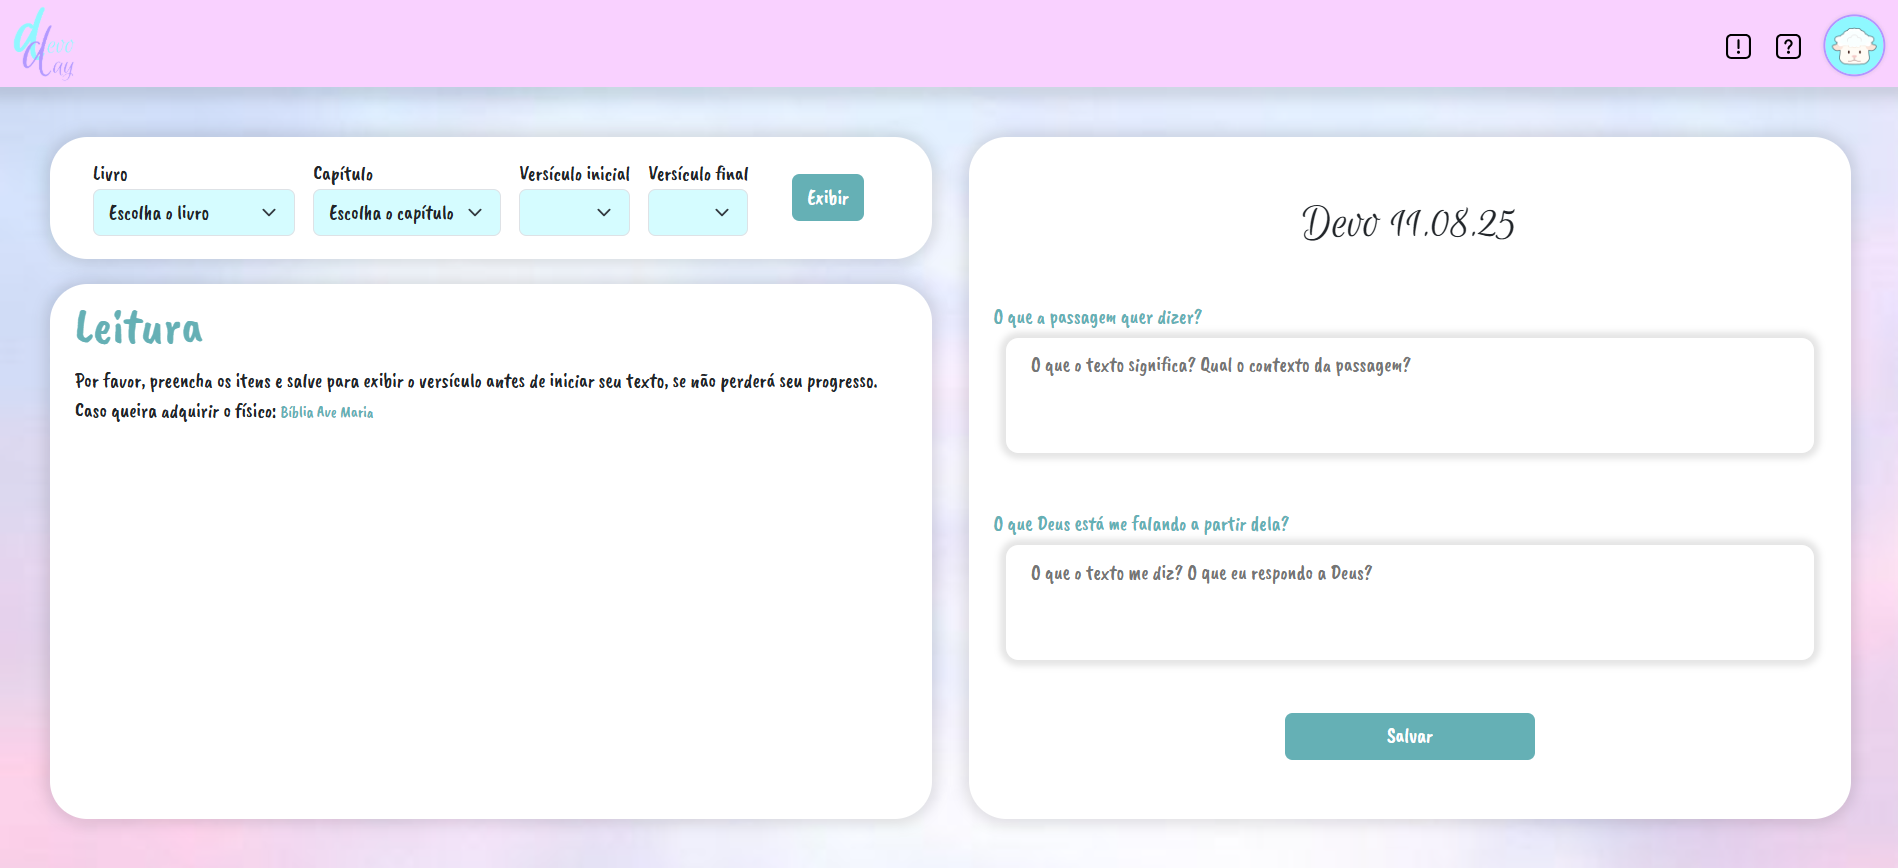 devo
day
Livro
Escolha o livro
Capítulo
Escolha o capítulo
Versículo inicial
Versículo final
Exibir
Leitura
Por favor, preencha os itens e salve para exibir o versículo antes de iniciar seu texto, se não perderá seu progresso.
Caso queira adquirir o físico: Bíblia Ave Maria
Devo 11.08.25
O que a passagem quer dizer?
O que o texto significa? Qual o contexto da passagem?
O que Deus está me falando a partir dela?
O que o texto me diz? O que eu respondo a Deus?
Salvar